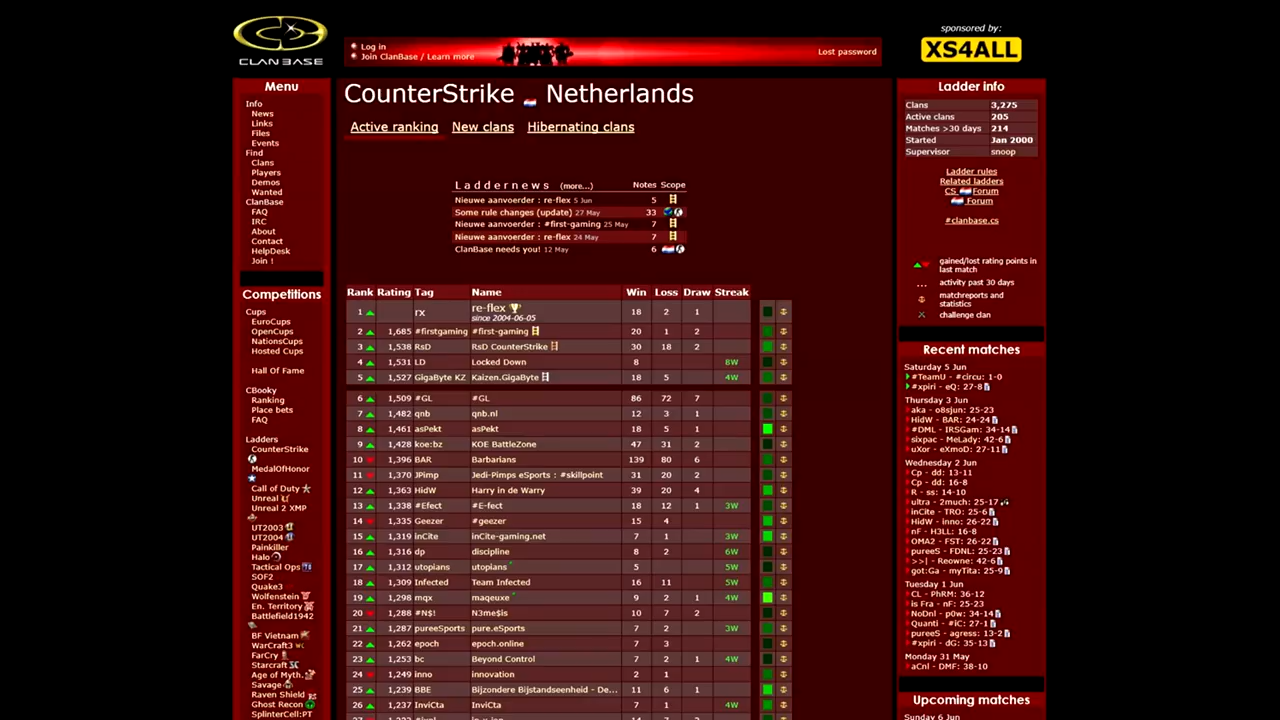 CLANBASE
Log in
Join ClanBase / Learn more
Lost password
sponsored by:
XS4ALL
Menu
Info
News
Links
Files
Events
Find
Clans
Players
Demos
Wanted
ClanBase
FAQ
IRC
About
Contact
HelpDesk
Join !
Competitions
Cups
EuroCups
OpenCups
NationsCups
Hosted Cups
Hall Of Fame
CBooky
Ranking
Place bets
FAQ
Ladders
CounterStrike
MedalOfHonor
Call of Duty
Unreal
Unreal 2 XMP
UT2003
UT2004
Painkiller
Halo
Tactical Ops
SOF2
Quake3
Wolfenstein
En. Territory
Battlefield1942
BF Vietnam
WarCraft3
FarCry
Starcraft
Age of Myth.
Savage
Raven Shield
Ghost Recon
SplinterCell:PT
CounterStrike Netherlands
Active ranking New clans Hibernating clans
Laddernews (more...) Notes Scope
Nieuwe aanvoerder : re-flex 5 Jun 5
Some rule changes (update) 27 May 33
Nieuwe aanvoerder : #first-gaming 25 May 7
Nieuwe aanvoerder : re-flex 24 May 7
ClanBase needs you! 12 May 6
Rank Rating Tag Name Win Loss Draw Streak
1 rx re-flex 18 2 1
since 2004-06-05
2 1,685 #firstgaming #first-gaming 20 1 2
3 1,538 RsD RsD CounterStrike 30 18 2
4 1,531 LD Locked Down 8 8W
5 1,527 GigaByte KZ Kaizen.GigaByte 18 5 4W
6 1,509 #GL #GL 86 72 7
7 1,482 qnb qnb.nl 12 3 1
8 1,461 asPekt asPekt 18 5 1
9 1,428 koe:bz KOE BattleZone 47 31 2
10 1,396 BAR Barbarians 139 80 6
11 1,370 JPimp Jedi-Pimps eSports : #skillpoint 31 20 2
12 1,363 HidW Harry in de Warry 39 20 4
13 1,338 #Efect #E-fect 18 12 1 3W
14 1,335 Geezer #geezer 15 4
15 1,319 inCite inCite-gaming.net 7 1 3W
16 1,316 dp discipline 8 2 6W
17 1,312 utopians utopians 5 5W
18 1,309 Infected Team Infected 16 11 5W
19 1,298 mqx maqeuxe 9 2 1 4W
20 1,288 #N$! N3me$is 10 7 2
21 1,287 pureeSports pure.eSports 7 2 3W
22 1,262 epoch epoch.online 7 3
23 1,253 bc Beyond Control 7 2 1 4W
24 1,249 inno innovation 2 1
25 1,239 BBE Bijzondere Bijstandseenheid - De... 11 6 1
26 1,237 InviCta InviCta 7 1 4W
Ladder info
Clans 3,275
Active clans 205
Matches >30 days 214
Started Jan 2000
Supervisor snoop
Ladder rules
Related ladders
CS Forum
Forum
#clanbase.cs
gained/lost rating points in
last match
... activity past 30 days
matchreports and
statistics
challenge clan
Recent matches
Saturday 5 Jun
#TeamU - #circu: 1-0
#xpiri - eQ: 27-8
Thursday 3 Jun
aka - o8sjun: 25-23
HidW - BAR: 24-24
#DML - IRSGam: 34-14
sixpac - MeLady: 42-6
uXor - eXmoD: 27-11
Wednesday 2 Jun
Cp - dd: 13-11
Cp - dd: 16-8
R - ss: 14-10
ultra - 2much: 25-17
inCite - TRO: 25-6
HidW - inno: 26-22
nF - H3LL: 16-8
OMA2 - FST: 26-22
pureeS - FDNL: 25-23
>>| - Reowne: 42-6
got:Ga - myTita: 25-9
Tuesday 1 Jun
CL - PhRM: 36-12
is Fra - nF: 25-23
NoDnl - p0w: 34-14
Quanti - #iC: 27-1
pureeS - agress: 13-2
#xpiri - dG: 35-13
Monday 31 May
aCnl - DMF: 38-10
Upcoming matches
Sunday 6 Jun